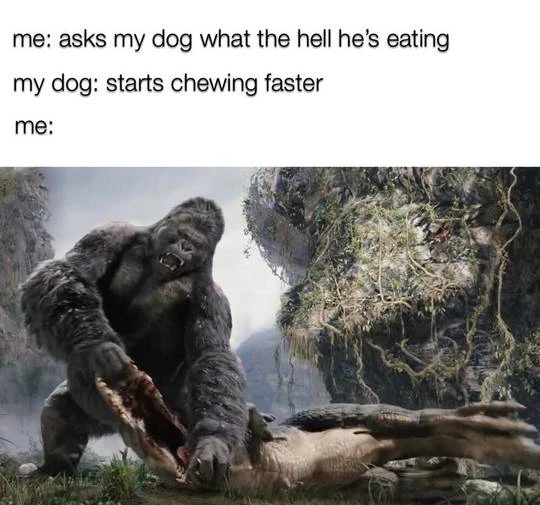 me: asks my dog what the hell he's eating
my dog: starts chewing faster
me: